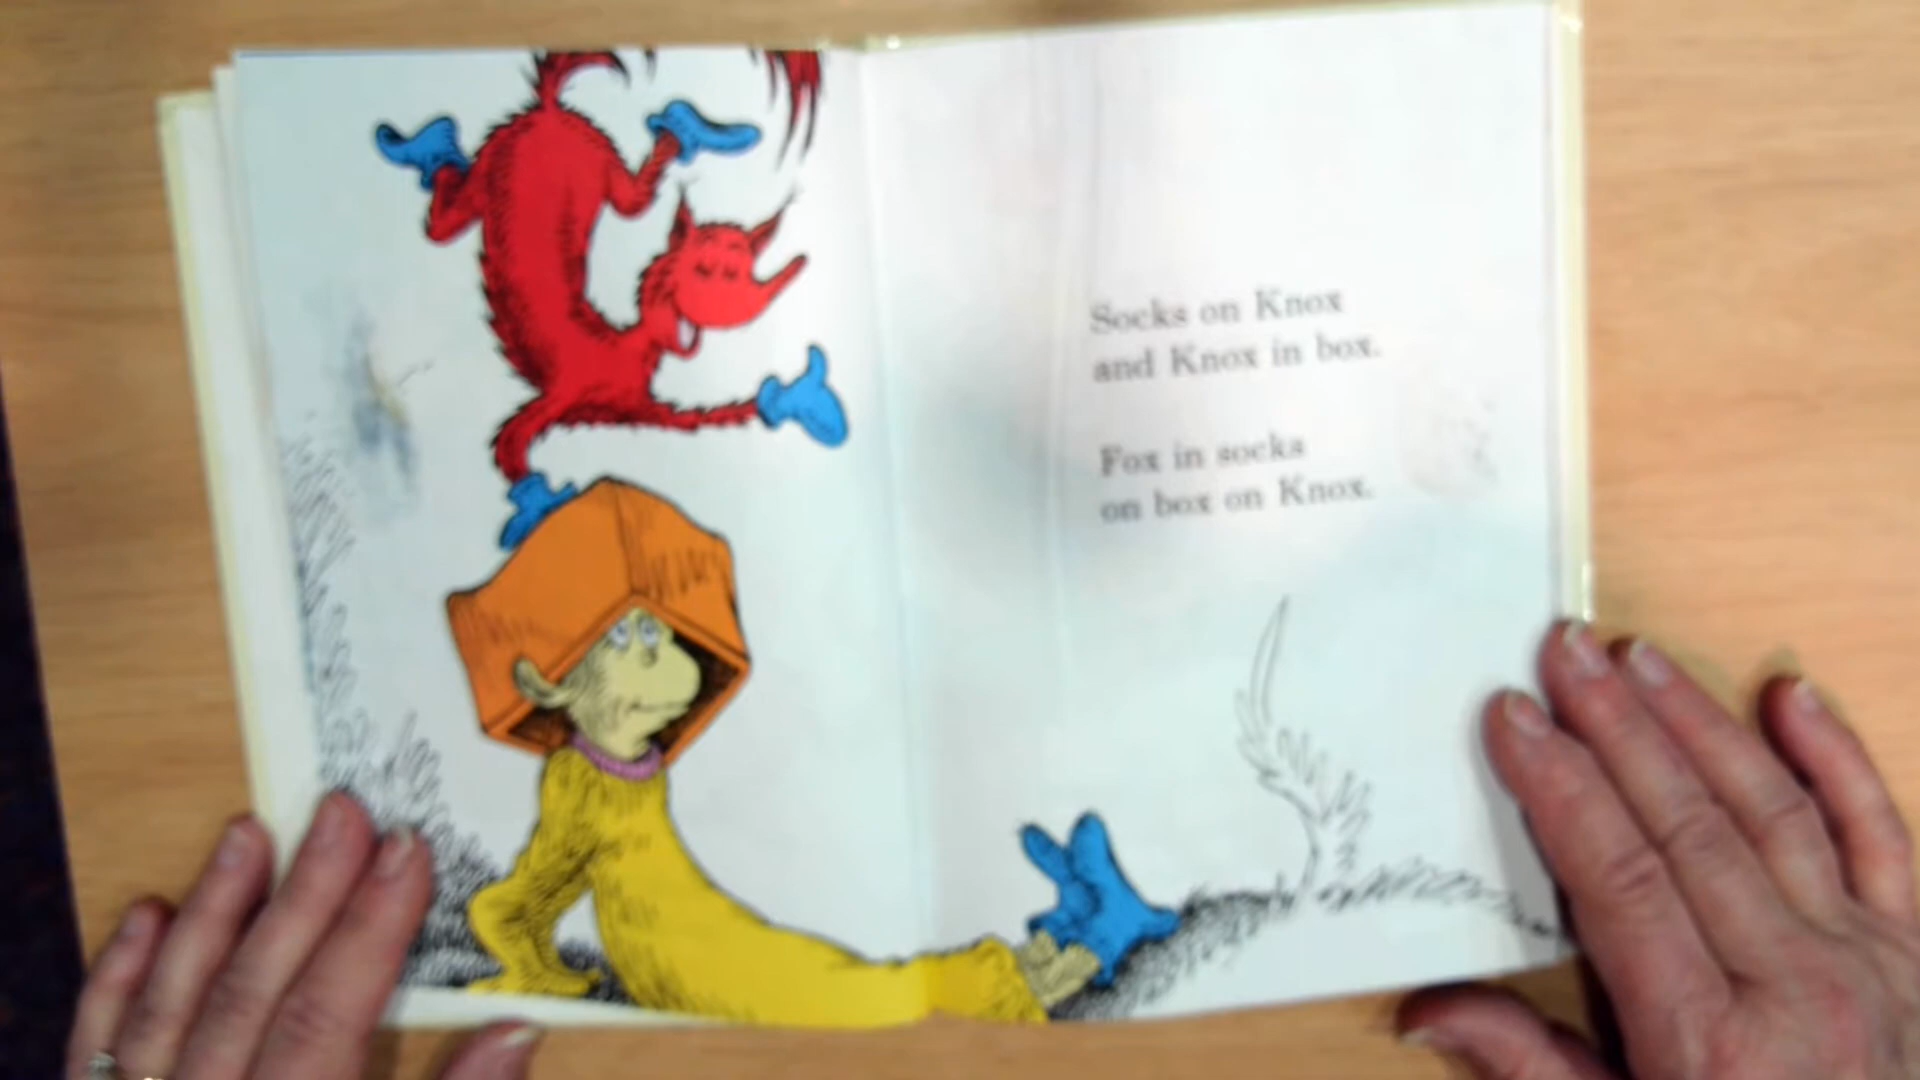 Socks on Knox
and Knox in box.
Fox in socks
on box on Knox.